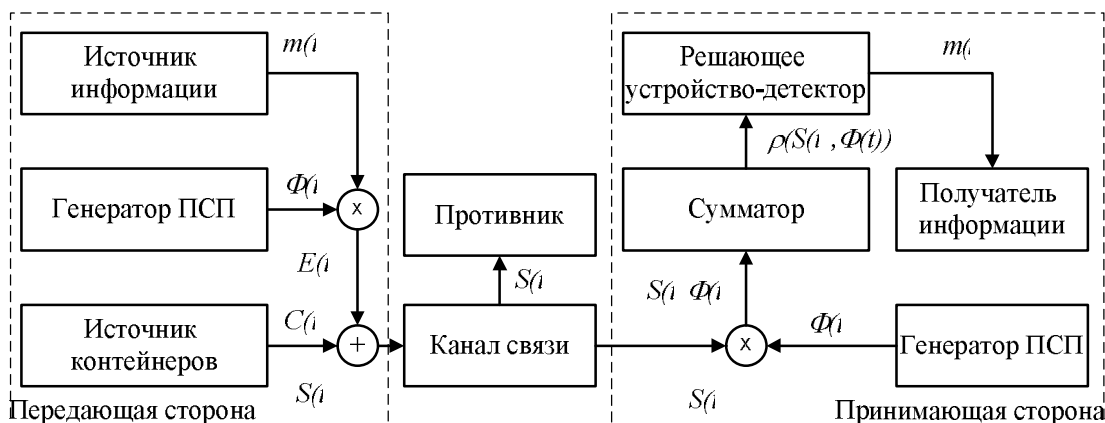 Источник
информации
m(
Генератор ПСП
Φ(
x
E(
Источник
контейнеров
C(
+
S(
Передающая сторона
Противник
S(
Канал связи
Решающее
устройство-детектор
m(
ρ(S( , Φ(t))
Сумматор
Получатель
информации
S( Φ(
x
Φ(
Генератор ПСП
S(
Принимающая сторона